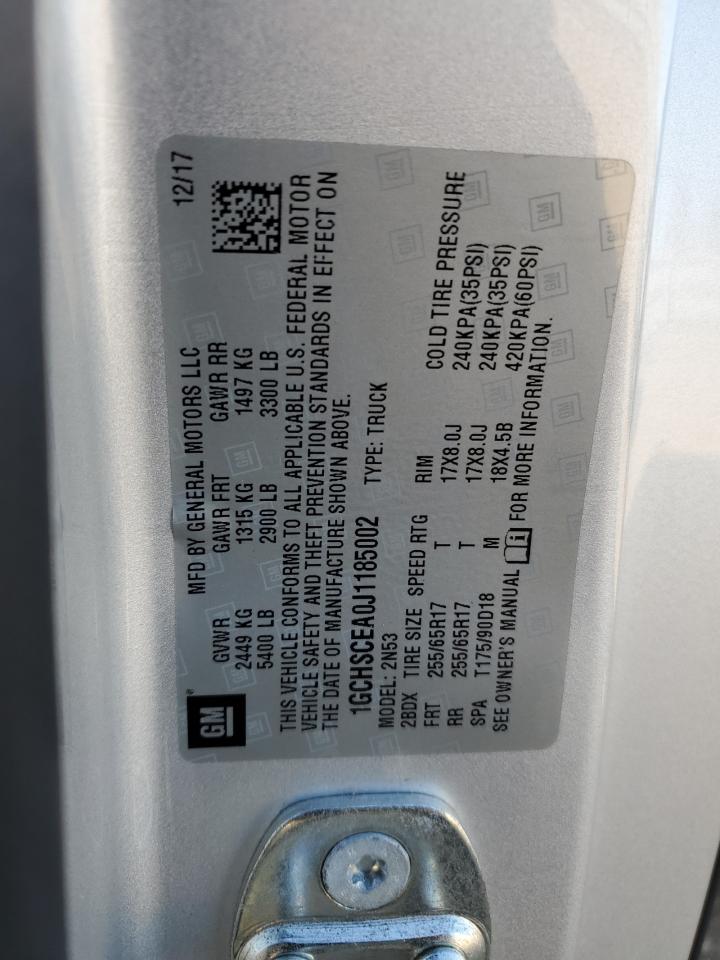 GM®
MFD BY GENERAL MOTORS LLC 12/17
GVWR GAWR FRT GAWR RR
2449 KG 1315 KG 1497 KG
5400 LB 2900 LB 3300 LB
THIS VEHICLE CONFORMS TO ALL APPLICABLE U.S. FEDERAL MOTOR
VEHICLE SAFETY AND THEFT PREVENTION STANDARDS IN EFFECT ON
THE DATE OF MANUFACTURE SHOWN ABOVE.
1GCHSCEA0J1185002
MODEL: 2N53 TYPE: TRUCK
2BDX TIRE SIZE SPEED RTG RIM COLD TIRE PRESSURE
FRT 255/65R17 T 17X8.0J 240KPA(35PSI)
RR 255/65R17 T 17X8.0J 240KPA(35PSI)
SPA T175/90D18 M 18X4.5B 420KPA(60PSI)
SEE OWNER'S MANUAL FOR MORE INFORMATION.